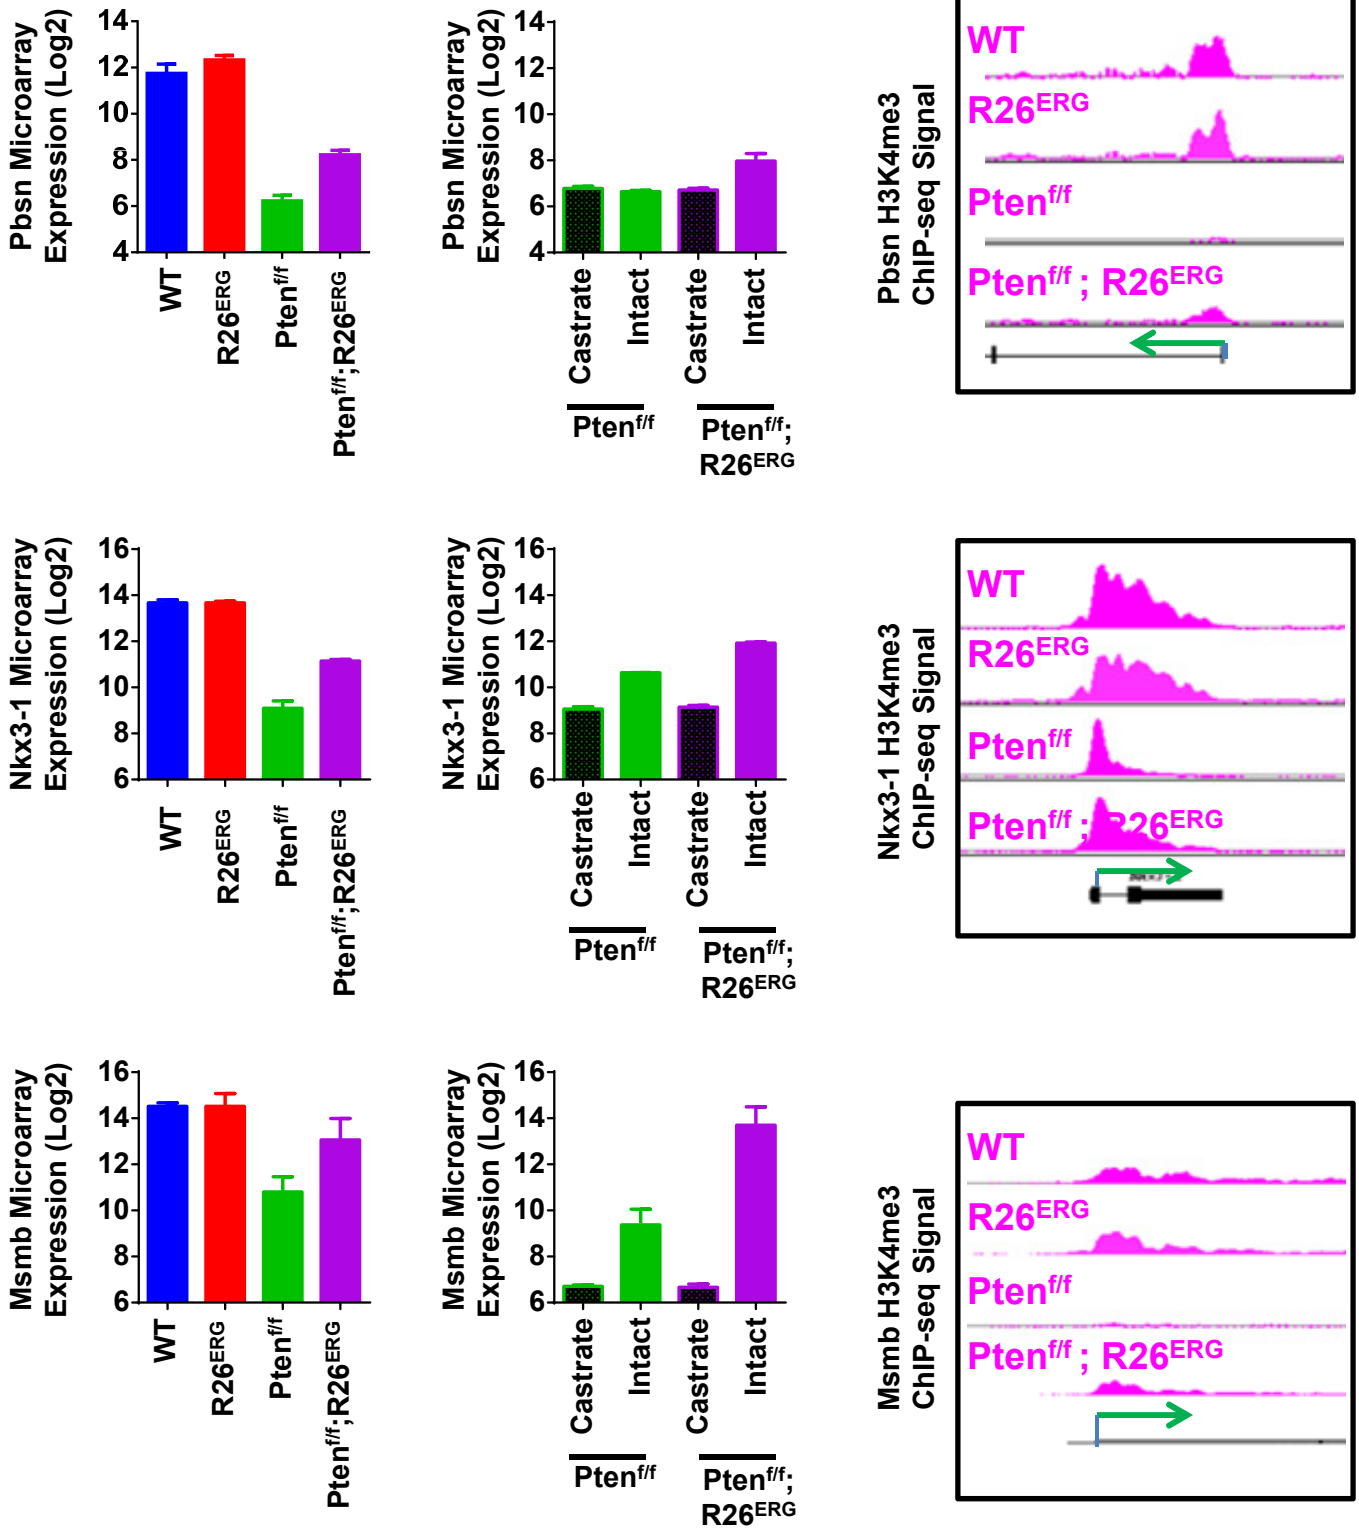 Pbsn Microarray
Expression (Log2)
14
12
10
8
6
4
WT
R26ERG
Ptenf/f
Ptenf/f;R26ERG
Pbsn Microarray
Expression (Log2)
14
12
10
8
6
4
Castrate
Intact
Castrate
Intact
Ptenf/f
Ptenf/f;
R26ERG
Pbsn H3K4me3
ChIP-seq Signal
WT
R26ERG
Ptenf/f
Ptenf/f ; R26ERG
Nkx3-1 Microarray
Expression (Log2)
16
14
12
10
8
6
WT
R26ERG
Ptenf/f
Ptenf/f;R26ERG
Nkx3-1 Microarray
Expression (Log2)
16
14
12
10
8
6
Castrate
Intact
Castrate
Intact
Ptenf/f
Ptenf/f;
R26ERG
Nkx3-1 H3K4me3
ChIP-seq Signal
WT
R26ERG
Ptenf/f
Ptenf/f ; R26ERG
Msmb Microarray
Expression (Log2)
16
14
12
10
8
6
WT
R26ERG
Ptenf/f
Ptenf/f;R26ERG
Msmb Microarray
Expression (Log2)
16
14
12
10
8
6
Castrate
Intact
Castrate
Intact
Ptenf/f
Ptenf/f;
R26ERG
Msmb H3K4me3
ChIP-seq Signal
WT
R26ERG
Ptenf/f
Ptenf/f ; R26ERG